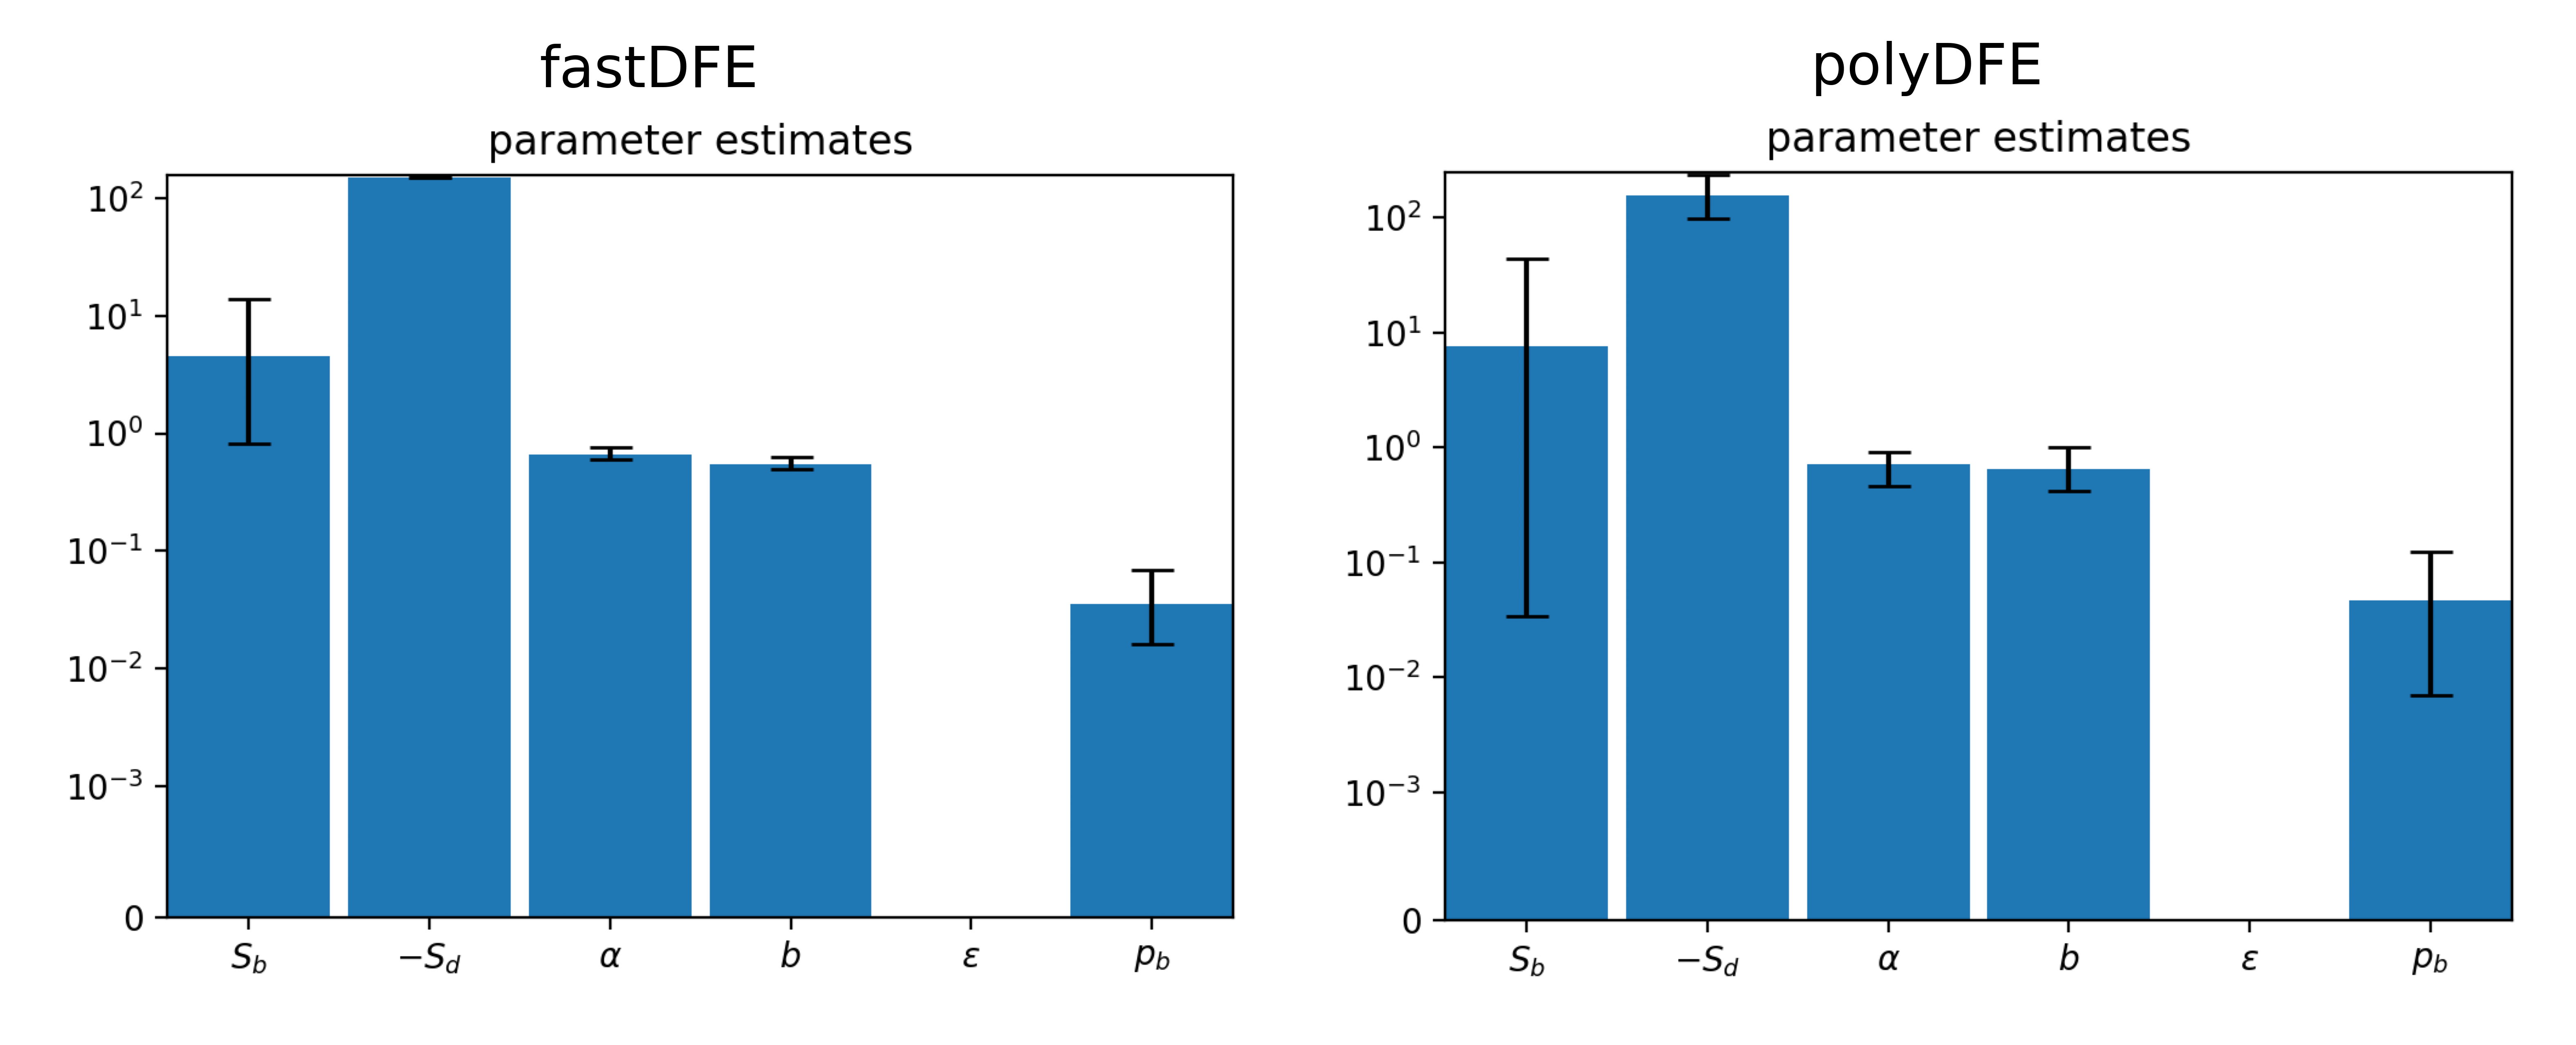 fastDFE
parameter estimates
10²
10¹
10⁰
10⁻¹
10⁻²
10⁻³
0
S_b
−S_d
α
b
ε
p_b
polyDFE
parameter estimates
10²
10¹
10⁰
10⁻¹
10⁻²
10⁻³
0
S_b
−S_d
α
b
ε
p_b